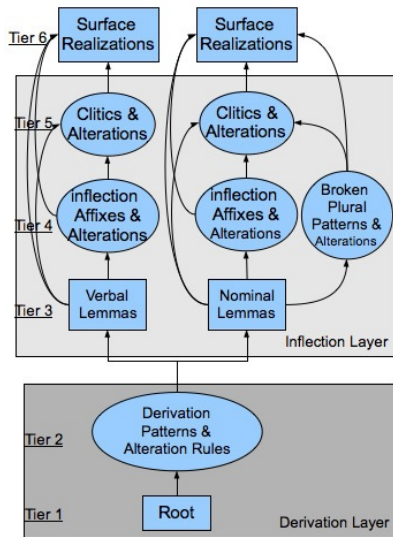 Tier 6
Surface
Realizations
Surface
Realizations
Tier 5
Clitics &
Alterations
Clitics &
Alterations
Tier 4
inflection
Affixes &
Alterations
inflection
Affixes &
Alterations
Broken
Plural
Patterns &
Alterations
Tier 3
Verbal
Lemmas
Nominal
Lemmas
Inflection Layer
Tier 2
Derivation
Patterns &
Alteration Rules
Tier 1
Root
Derivation Layer